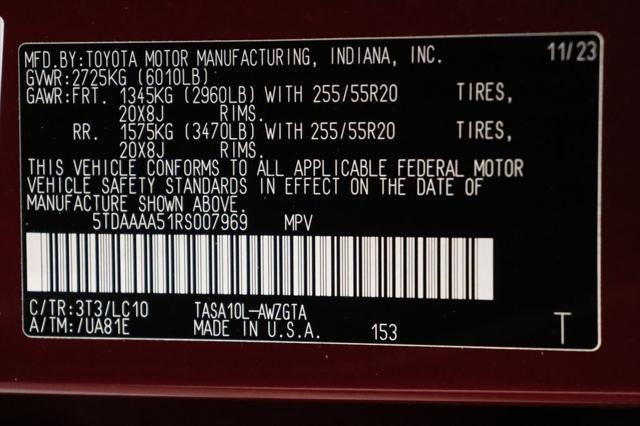 MFD.BY:TOYOTA MOTOR MANUFACTURING, INDIANA, INC. 11/23
GVWR:2725KG (6010LB)
GAWR:FRT. 1345KG (2960LB) WITH 255/55R20 TIRES,
20X8J RIMS.
RR. 1575KG (3470LB) WITH 255/55R20 TIRES,
20X8J RIMS.
THIS VEHICLE CONFORMS TO ALL APPLICABLE FEDERAL MOTOR
VEHICLE SAFETY STANDARDS IN EFFECT ON THE DATE OF
MANUFACTURE SHOWN ABOVE.
5TDAAAA51RS007969 MPV
C/TR:3T3/LC10 TASA10L-AWZGTA
A/TM:/UA81E MADE IN U.S.A. 153 T